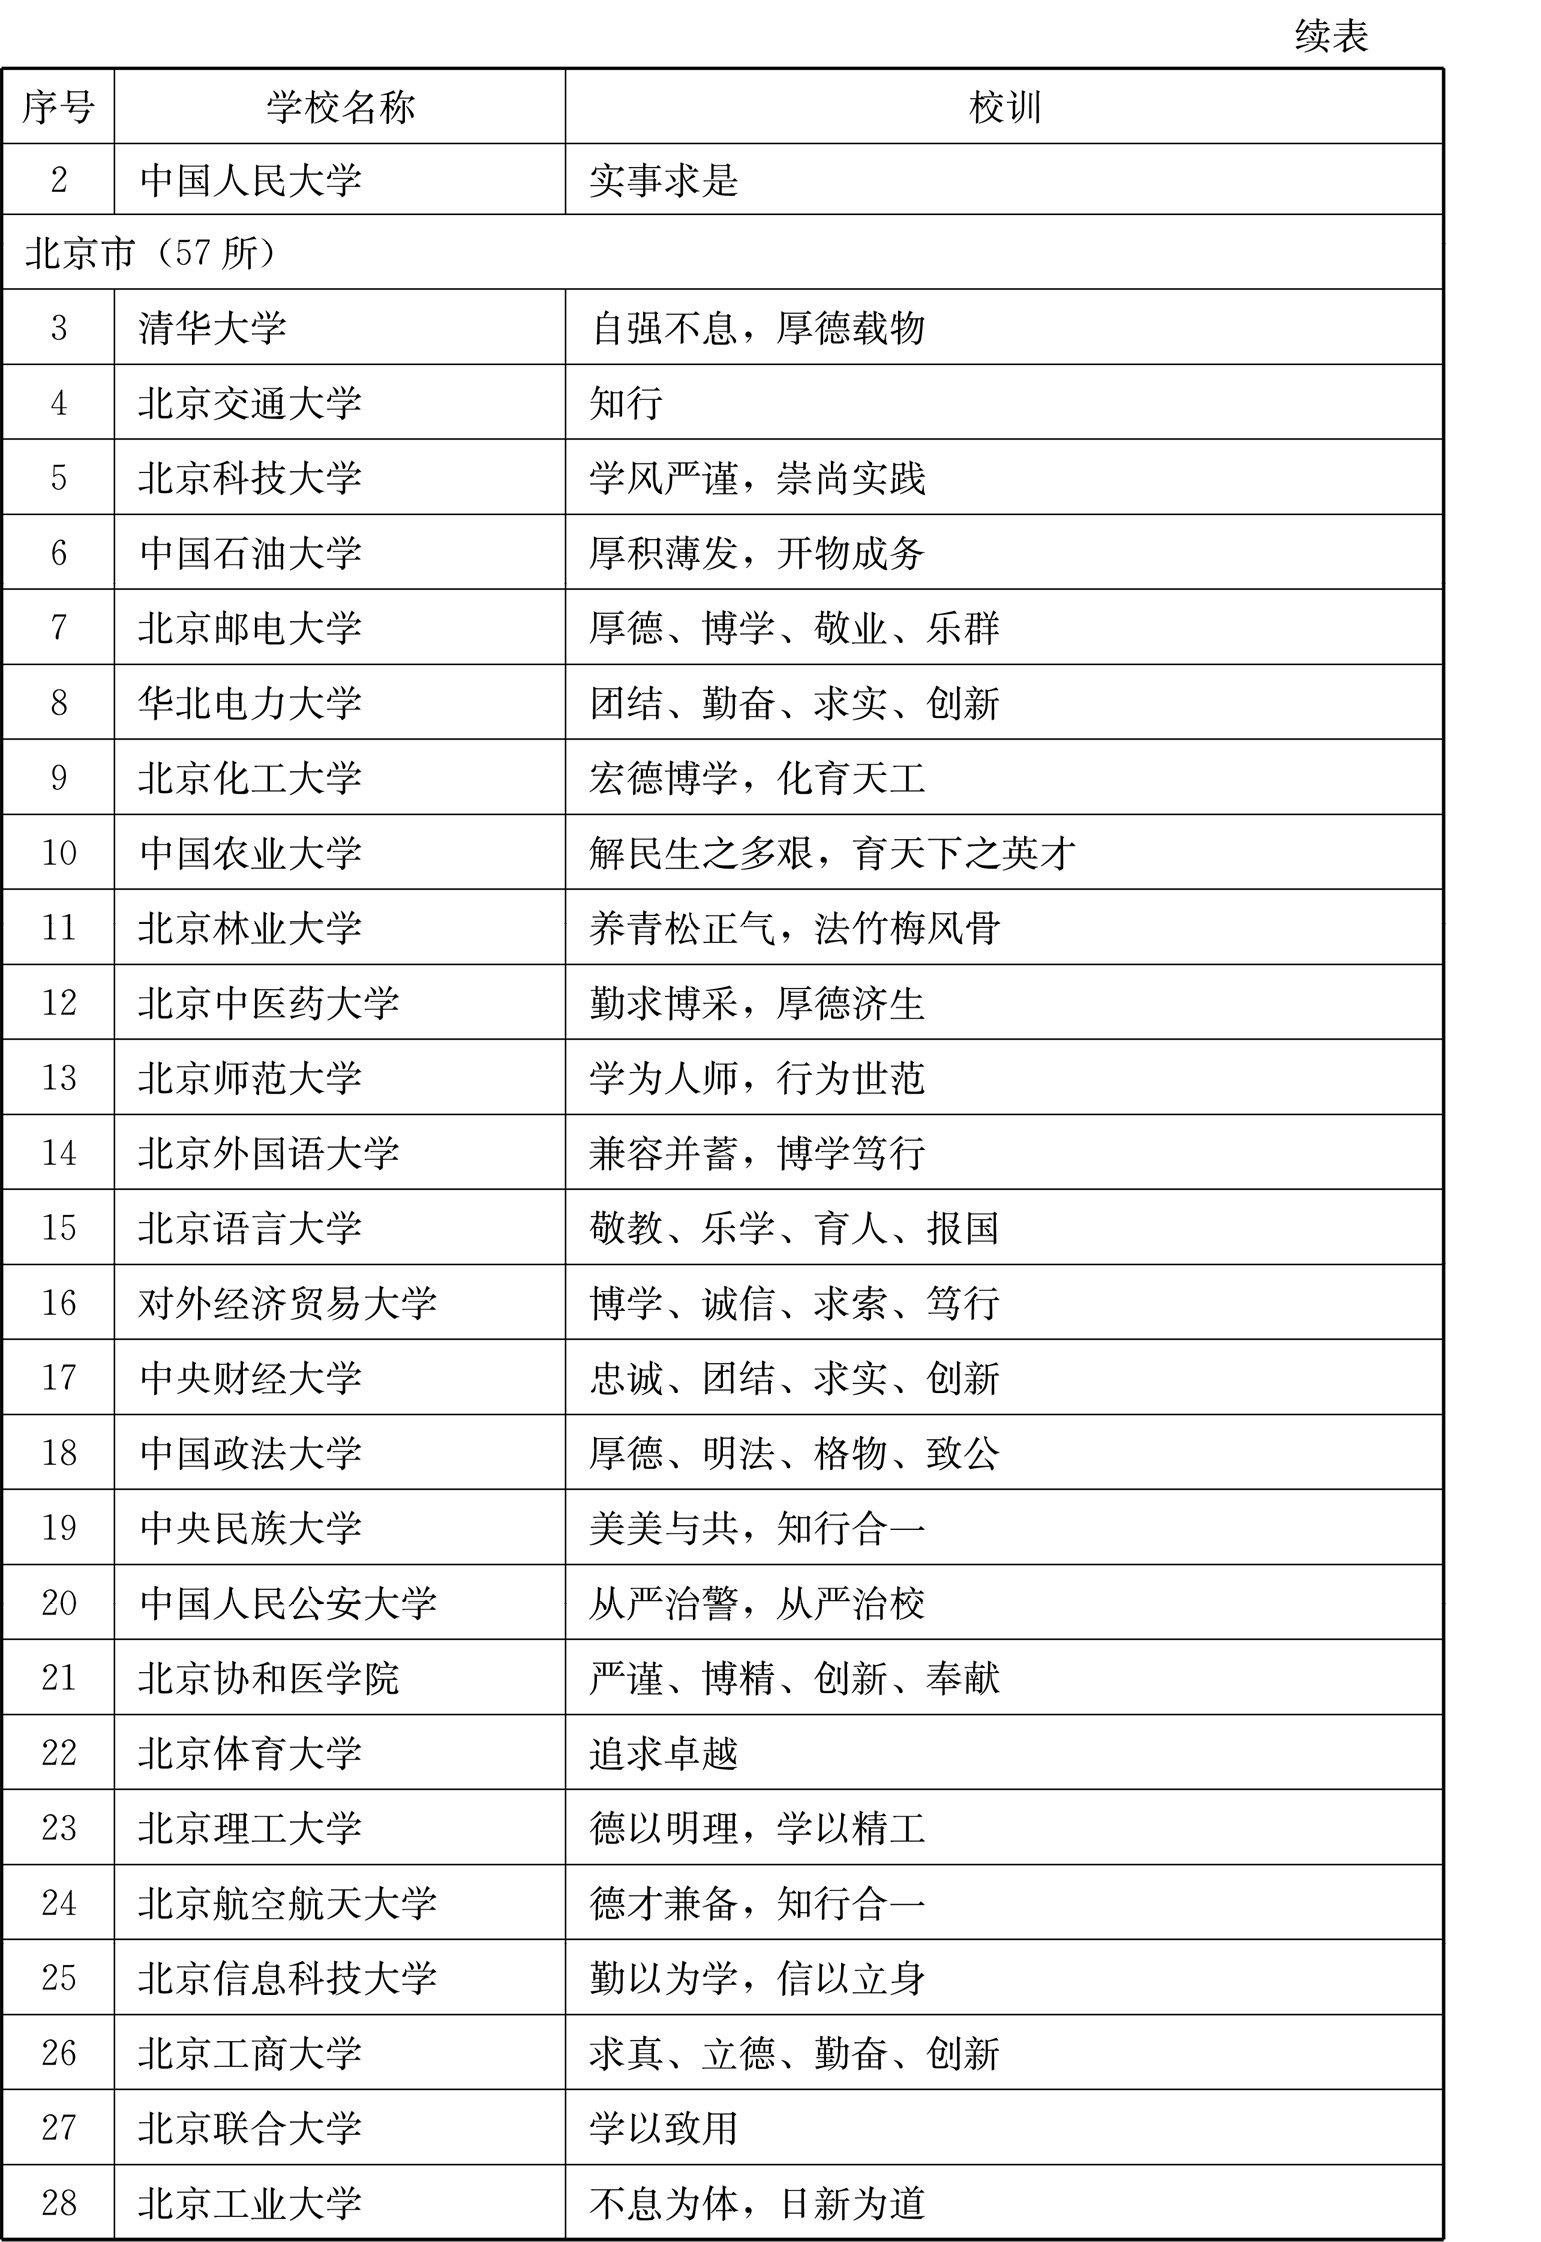 续表
序号 学校名称 校训
2 中国人民大学 实事求是
北京市（57 所）
3 清华大学 自强不息，厚德载物
4 北京交通大学 知行
5 北京科技大学 学风严谨，崇尚实践
6 中国石油大学 厚积薄发，开物成务
7 北京邮电大学 厚德、博学、敬业、乐群
8 华北电力大学 团结、勤奋、求实、创新
9 北京化工大学 宏德博学，化育天工
10 中国农业大学 解民生之多艰，育天下之英才
11 北京林业大学 养青松正气，法竹梅风骨
12 北京中医药大学 勤求博采，厚德济生
13 北京师范大学 学为人师，行为世范
14 北京外国语大学 兼容并蓄，博学笃行
15 北京语言大学 敬教、乐学、育人、报国
16 对外经济贸易大学 博学、诚信、求索、笃行
17 中央财经大学 忠诚、团结、求实、创新
18 中国政法大学 厚德、明法、格物、致公
19 中央民族大学 美美与共，知行合一
20 中国人民公安大学 从严治警，从严治校
21 北京协和医学院 严谨、博精、创新、奉献
22 北京体育大学 追求卓越
23 北京理工大学 德以明理，学以精工
24 北京航空航天大学 德才兼备，知行合一
25 北京信息科技大学 勤以为学，信以立身
26 北京工商大学 求真、立德、勤奋、创新
27 北京联合大学 学以致用
28 北京工业大学 不息为体，日新为道